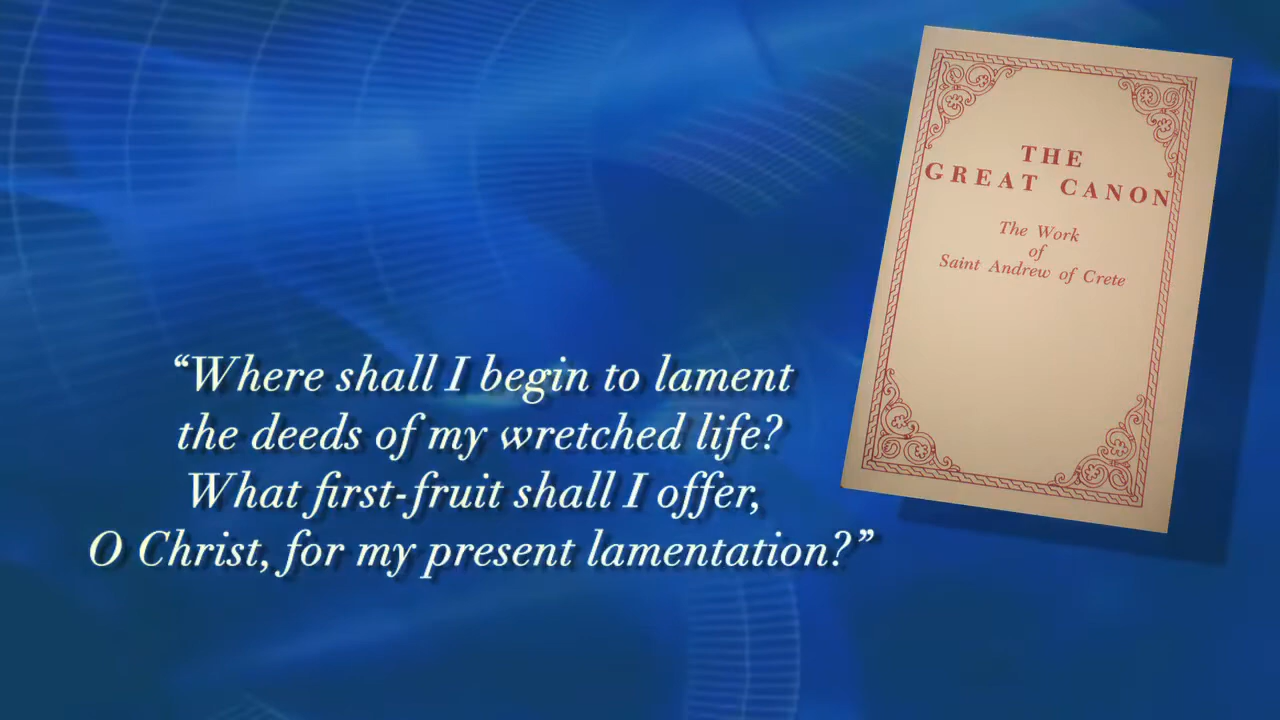 THE
GREAT CANON
The Work
of
Saint Andrew of Crete
“Where shall I begin to lament
the deeds of my wretched life?
What first-fruit shall I offer,
O Christ, for my present lamentation?”